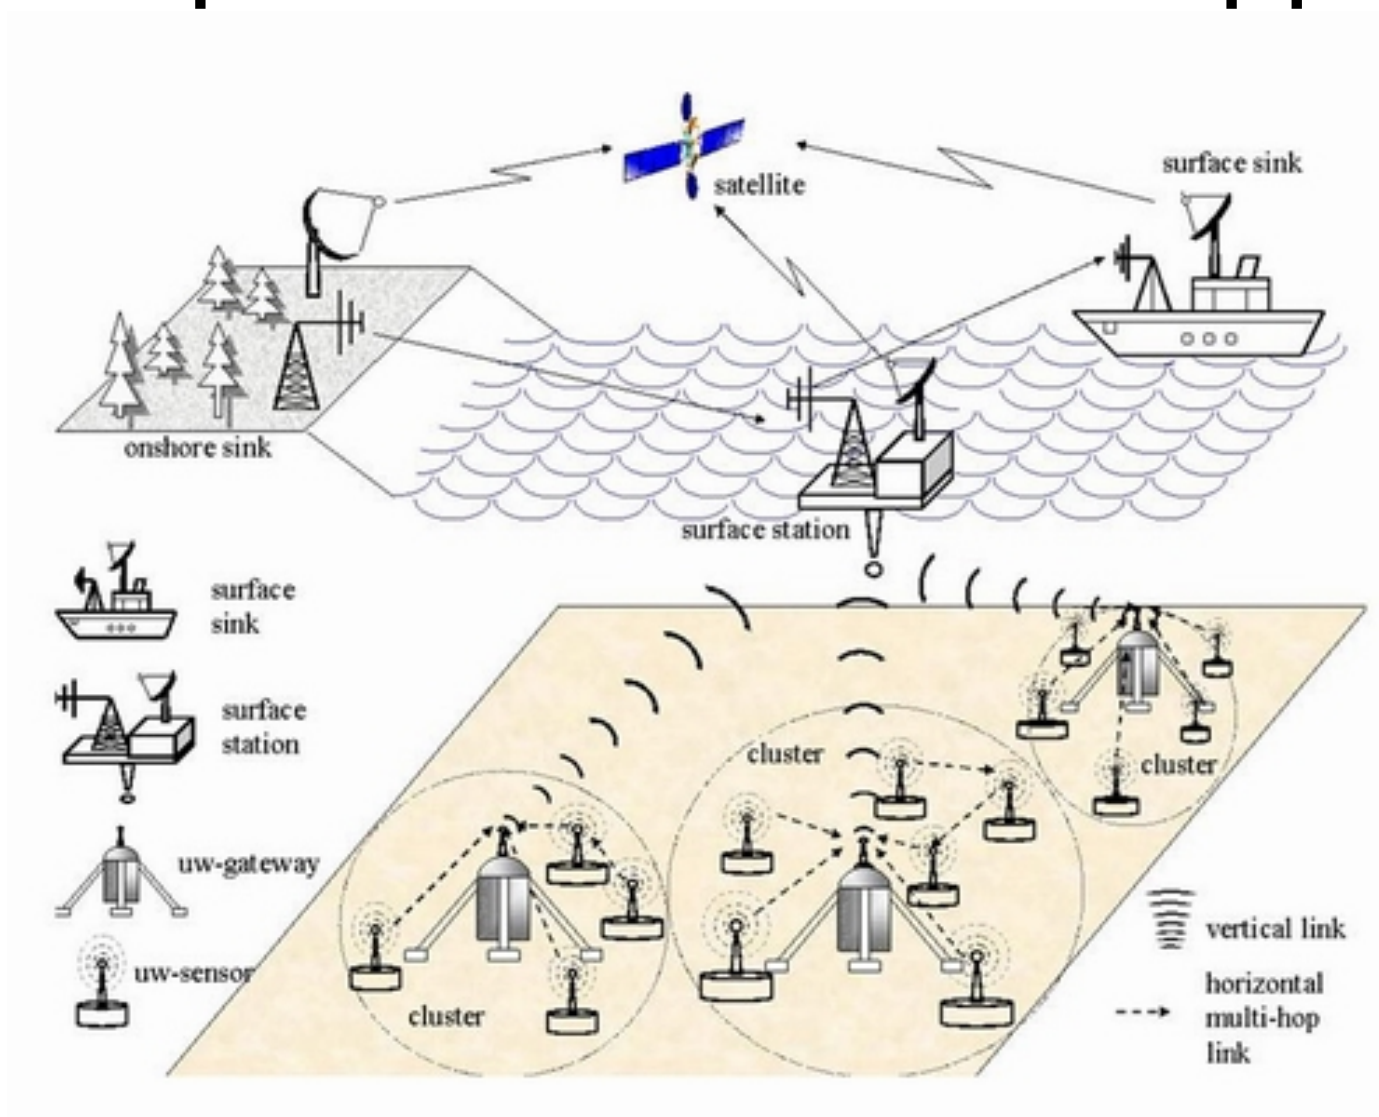 surface sink
satellite
onshore sink
surface station
surface
sink
surface
station
uw-gateway
uw-sensor
cluster
cluster
cluster
vertical link
horizontal
multi-hop
link